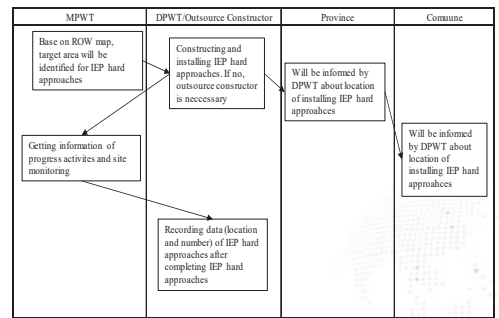 MPWT
DPWT/Outsource Constructor
Province
Comuune
Base on ROW map,
target area will be
identified for IEP hard
approaches
Constructing and
installing IEP hard
approaches. If no,
outsource constructor
is neccessary
Will be informed by
DPWT about location
of installing IEP hard
approahces
Will be informed
by DPWT about
location of
installing IEP hard
approahces
Getting information of
progress activites and site
monitoring
Recording data (location
and number) of IEP hard
approaches after
completing IEP hard
approaches